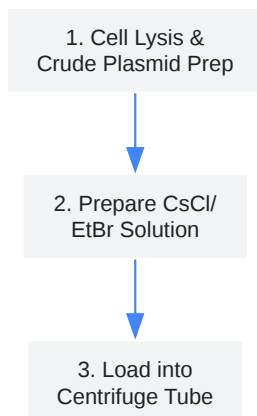 1. Cell Lysis &
Crude Plasmid Prep
2. Prepare CsCl/
EtBr Solution
3. Load into
Centrifuge Tube